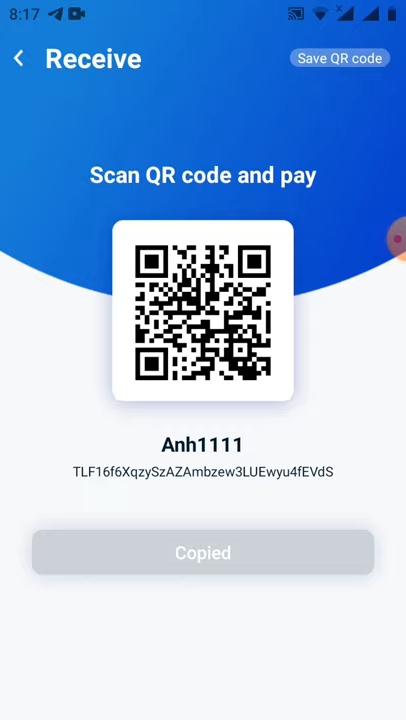 8:17
Receive
Save QR code
Scan QR code and pay
Anh1111
TLF16f6XqzySzAZAmbzew3LUEwyu4fEVdS
Copied